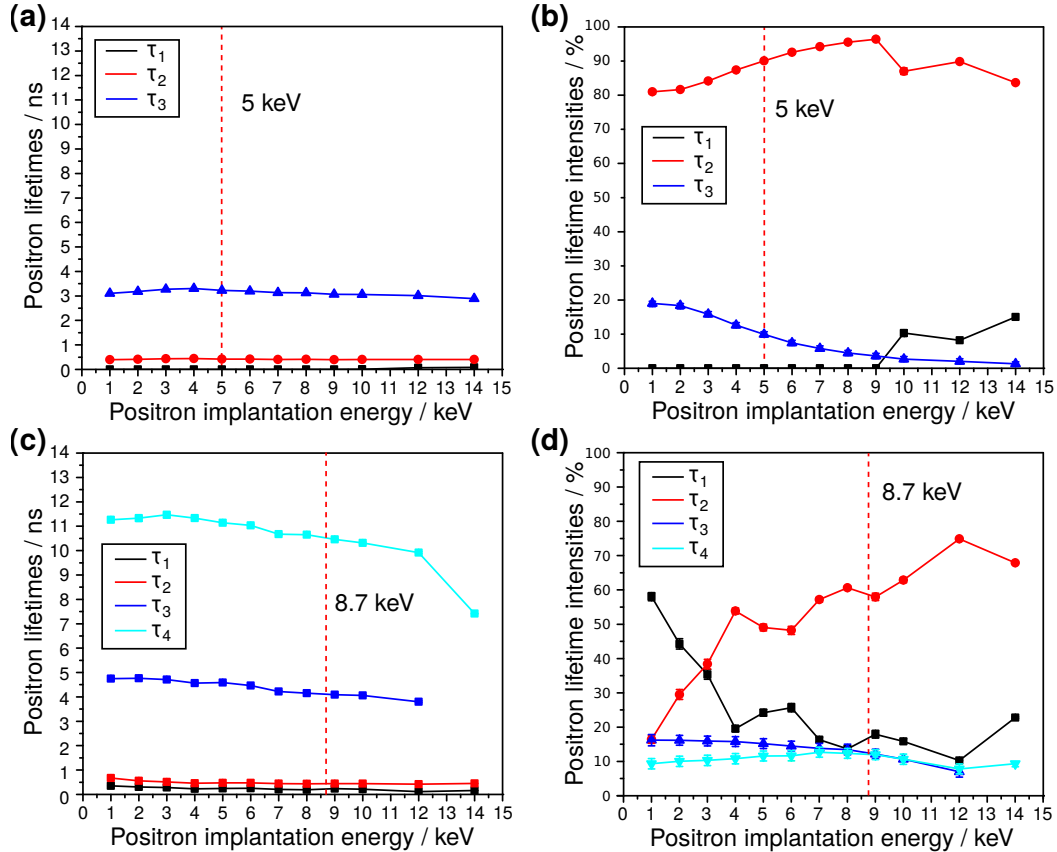 (a)
14
13
12
11
10
9
8
7
6
5
4
3
2
1
0
Positron lifetimes / ns
τ1
τ2
τ3
5 keV
0 1 2 3 4 5 6 7 8 9 10 11 12 13 14 15
Positron implantation energy / keV
(b)
100
90
80
70
60
50
40
30
20
10
0
Positron lifetime intensities / %
5 keV
τ1
τ2
τ3
0 1 2 3 4 5 6 7 8 9 10 11 12 13 14 15
Positron implantation energy / keV
(c)
14
13
12
11
10
9
8
7
6
5
4
3
2
1
0
Positron lifetimes / ns
τ1
τ2
τ3
τ4
8.7 keV
0 1 2 3 4 5 6 7 8 9 10 11 12 13 14 15
Positron implantation energy / keV
(d)
100
90
80
70
60
50
40
30
20
10
0
Positron lifetime intensities / %
τ1
τ2
τ3
τ4
8.7 keV
0 1 2 3 4 5 6 7 8 9 10 11 12 13 14 15
Positron implantation energy / keV